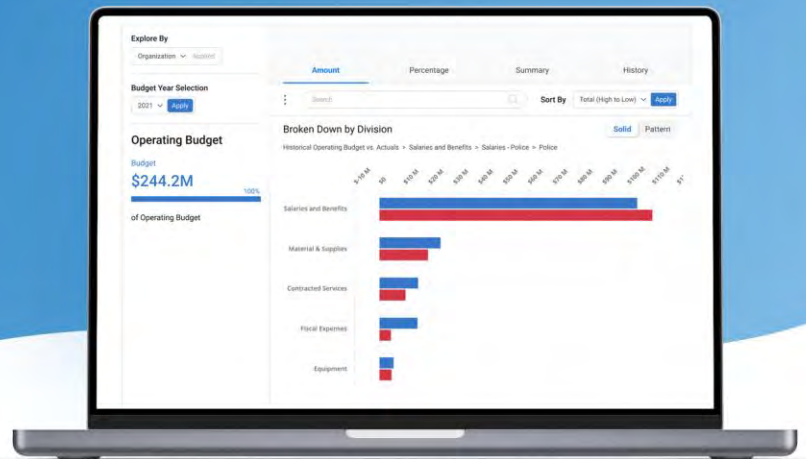 Explore By
Organization
Budget Year Selection
2021 Apply
Operating Budget
Budget
$244.2M
100%
of Operating Budget
Amount Percentage Summary History
Search Sort By Total (High to Low) Apply
Broken Down by Division Solid Pattern
Historical Operating Budget vs. Actuals > Salaries and Benefits > Salaries - Police > Police
$-10 M $0 $10 M $20 M $30 M $40 M $50 M $60 M $70 M $80 M $90 M $100 M $110 M
Salaries and Benefits
Material & Supplies
Contracted Services
Fiscal Expenses
Equipment